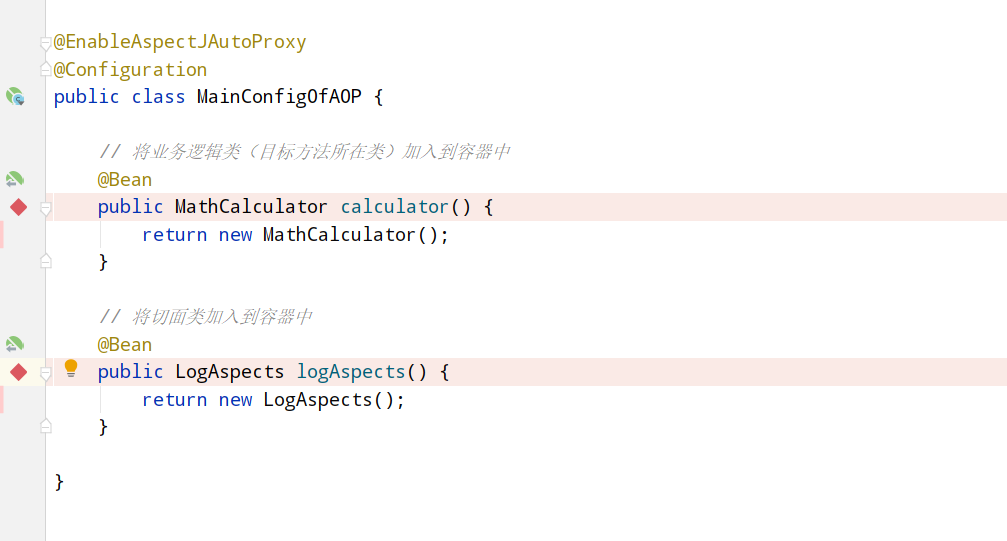 @EnableAspectJAutoProxy
@Configuration
public class MainConfigOfAOP {
// 将业务逻辑类（目标方法所在类）加入到容器中
@Bean
public MathCalculator calculator() {
return new MathCalculator();
}
// 将切面类加入到容器中
@Bean
public LogAspects logAspects() {
return new LogAspects();
}
}